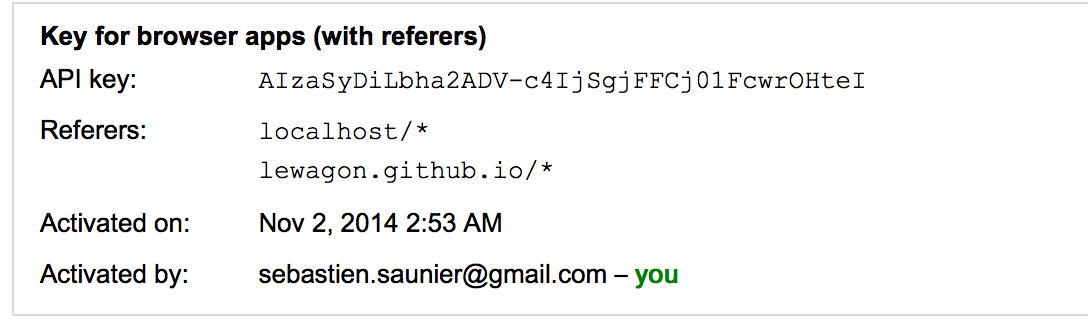 Key for browser apps (with referers)
API key: AIzaSyDiLbha2ADV-c4IjSgjFFCj01FcwrOHteI
Referers: localhost/*
lewagon.github.io/*
Activated on: Nov 2, 2014 2:53 AM
Activated by: sebastien.saunier@gmail.com – you